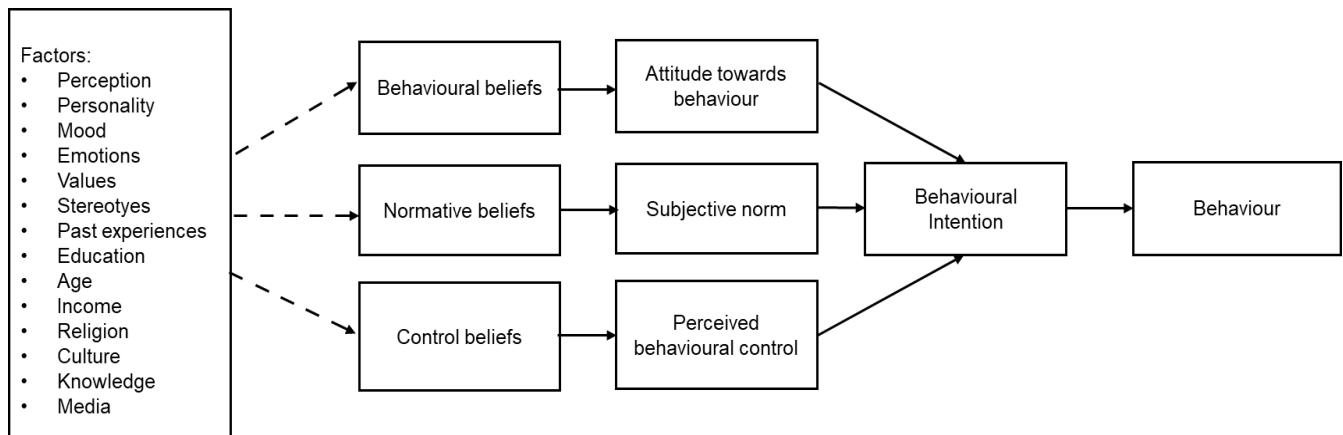 Factors:
• Perception
• Personality
• Mood
• Emotions
• Values
• Stereotyes
• Past experiences
• Education
• Age
• Income
• Religion
• Culture
• Knowledge
• Media
Behavioural beliefs
Attitude towards
behaviour
Normative beliefs
Subjective norm
Behavioural
Intention
Behaviour
Control beliefs
Perceived
behavioural control